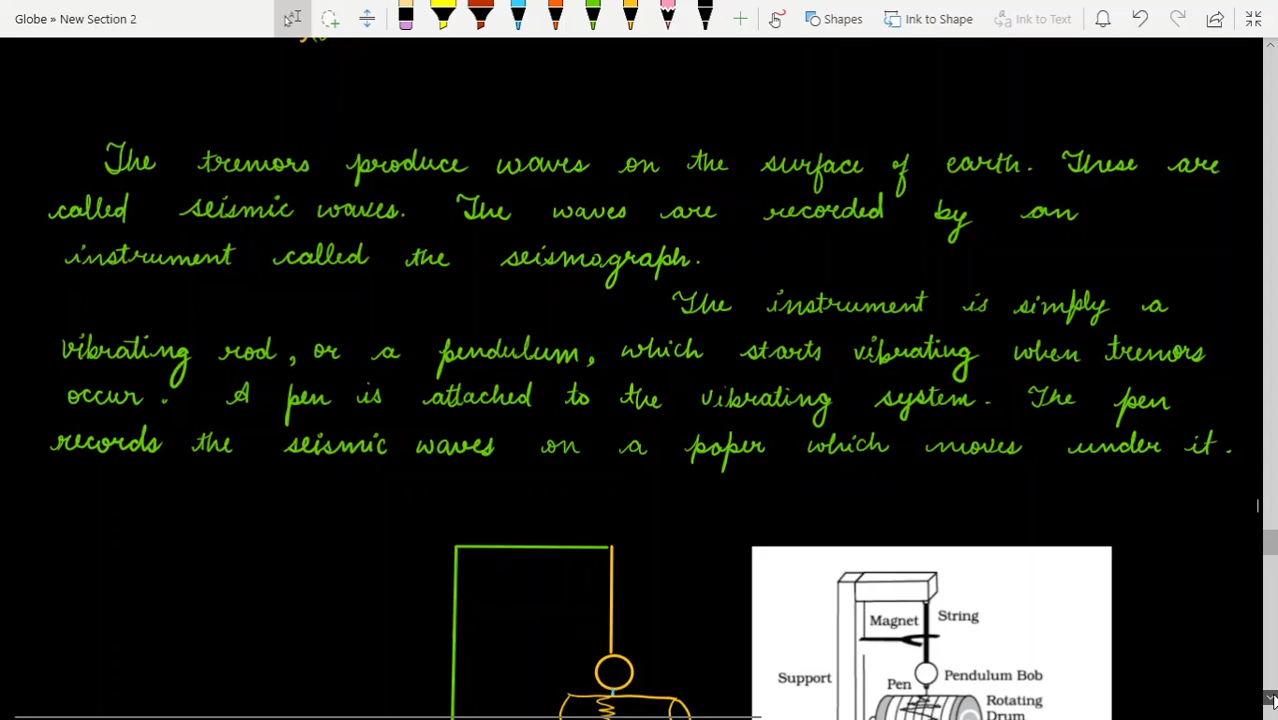 Globe » New Section 2
Shapes
Ink to Shape
Ink to Text
The tremors produce waves on the surface of earth. These are
called seismic waves. The waves are recorded by an
instrument called the seismograph.
The instrument is simply a
vibrating rod, or a pendulum, which starts vibrating when tremors
occur. A pen is attached to the vibrating system. The pen
records the seismic waves on a paper which moves under it.
Magnet
String
Support
Pendulum Bob
Pen
Rotating
Drum